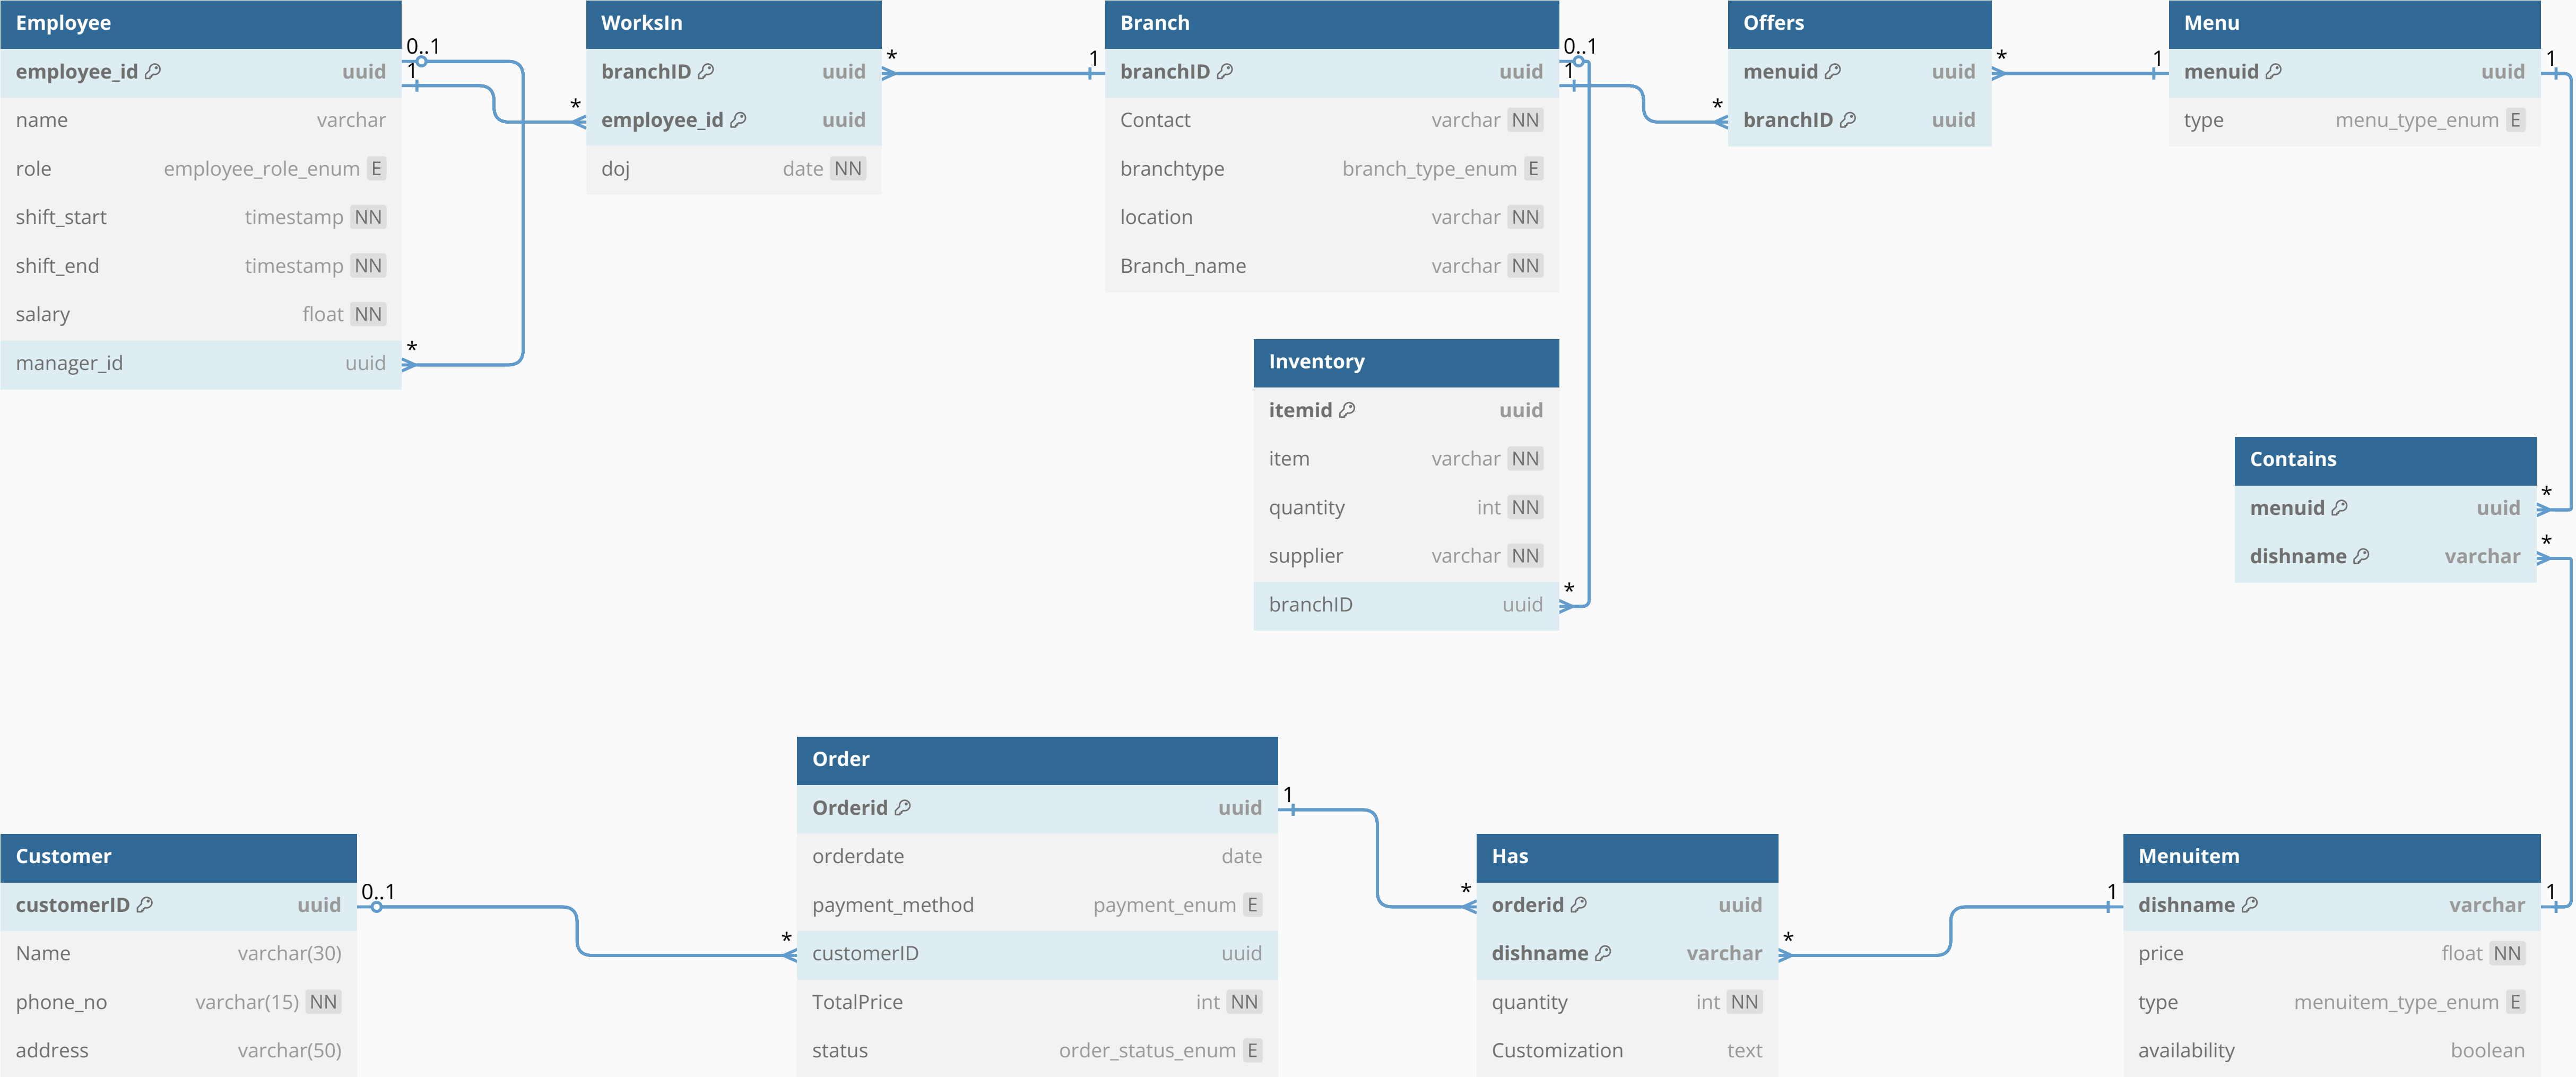 Employee
employee_id uuid
name varchar
role employee_role_enum E
shift_start timestamp NN
shift_end timestamp NN
salary float NN
manager_id uuid
0..1
1
*
*
WorksIn
branchID uuid
employee_id uuid
doj date NN
*
1
Branch
branchID uuid
Contact varchar NN
branchtype branch_type_enum E
location varchar NN
Branch_name varchar NN
0..1
1
*
Offers
menuid uuid
branchID uuid
*
1
Menu
menuid uuid
type menu_type_enum E
1
Inventory
itemid uuid
item varchar NN
quantity int NN
supplier varchar NN
branchID uuid
*
Contains
menuid uuid
dishname varchar
*
*
Customer
customerID uuid
Name varchar(30)
phone_no varchar(15) NN
address varchar(50)
0..1
*
Order
Orderid uuid
orderdate date
payment_method payment_enum E
customerID uuid
TotalPrice int NN
status order_status_enum E
1
*
Has
orderid uuid
dishname varchar
quantity int NN
Customization text
*
1
Menuitem
dishname varchar
price float NN
type menuitem_type_enum E
availability boolean
1